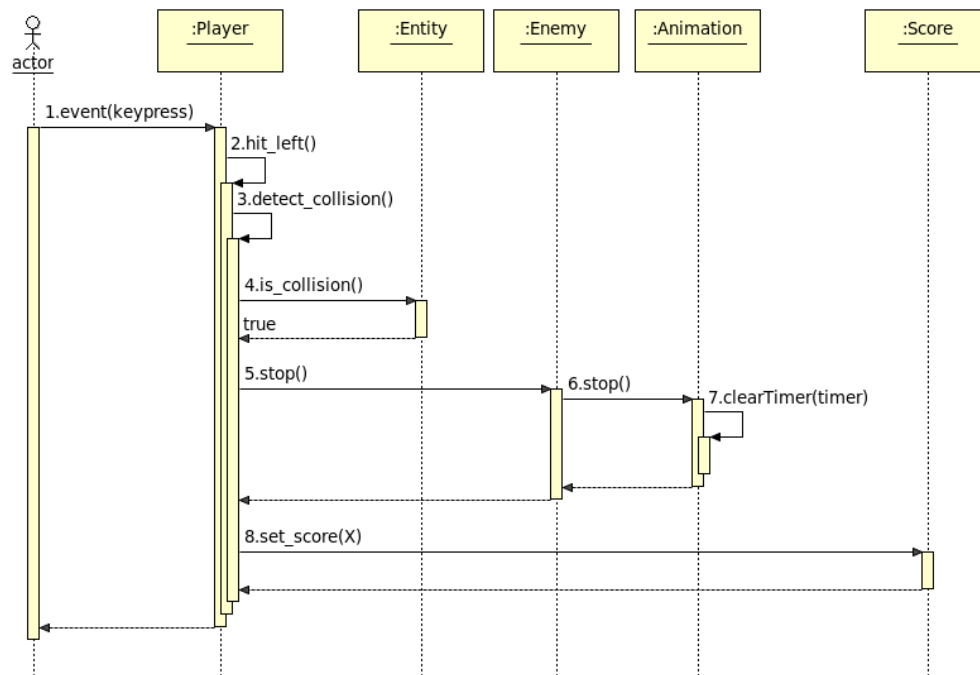 :Player
:Entity
:Enemy
:Animation
:Score
actor
1.event(keypress)
2.hit_left()
3.detect_collision()
4.is_collision()
true
5.stop()
6.stop()
7.clearTimer(timer)
8.set_score(X)